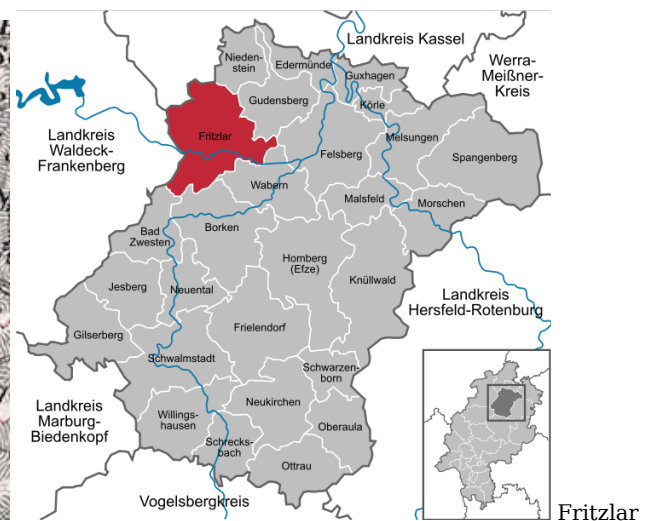 Landkreis Kassel
Werra-
Meißner-
Kreis
Nieden-
stein
Edermünde
Guxhagen
Gudensberg
Körle
Landkreis
Waldeck-
Frankenberg
Fritzlar
Melsungen
Felsberg
Spangenberg
Wabern
Malsfeld
Morschen
Bad
Zwesten
Borken
Homberg
(Efze)
Knüllwald
Jesberg
Neuental
Landkreis
Hersfeld-Rotenburg
Gilserberg
Frielendorf
Schwalmstadt
Schwarzen-
born
Landkreis
Marburg-
Biedenkopf
Willings-
hausen
Neukirchen
Oberaula
Schrecks-
bach
Ottrau
Vogelsbergkreis
Fritzlar